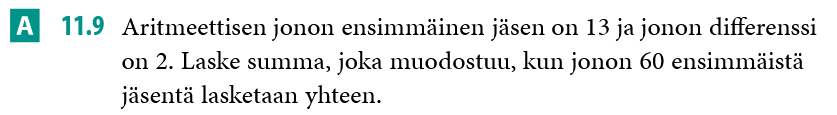 A 11.9 Aritmeettisen jonon ensimmäinen jäsen on 13 ja jonon differenssi
on 2. Laske summa, joka muodostuu, kun jonon 60 ensimmäistä
jäsentä lasketaan yhteen.